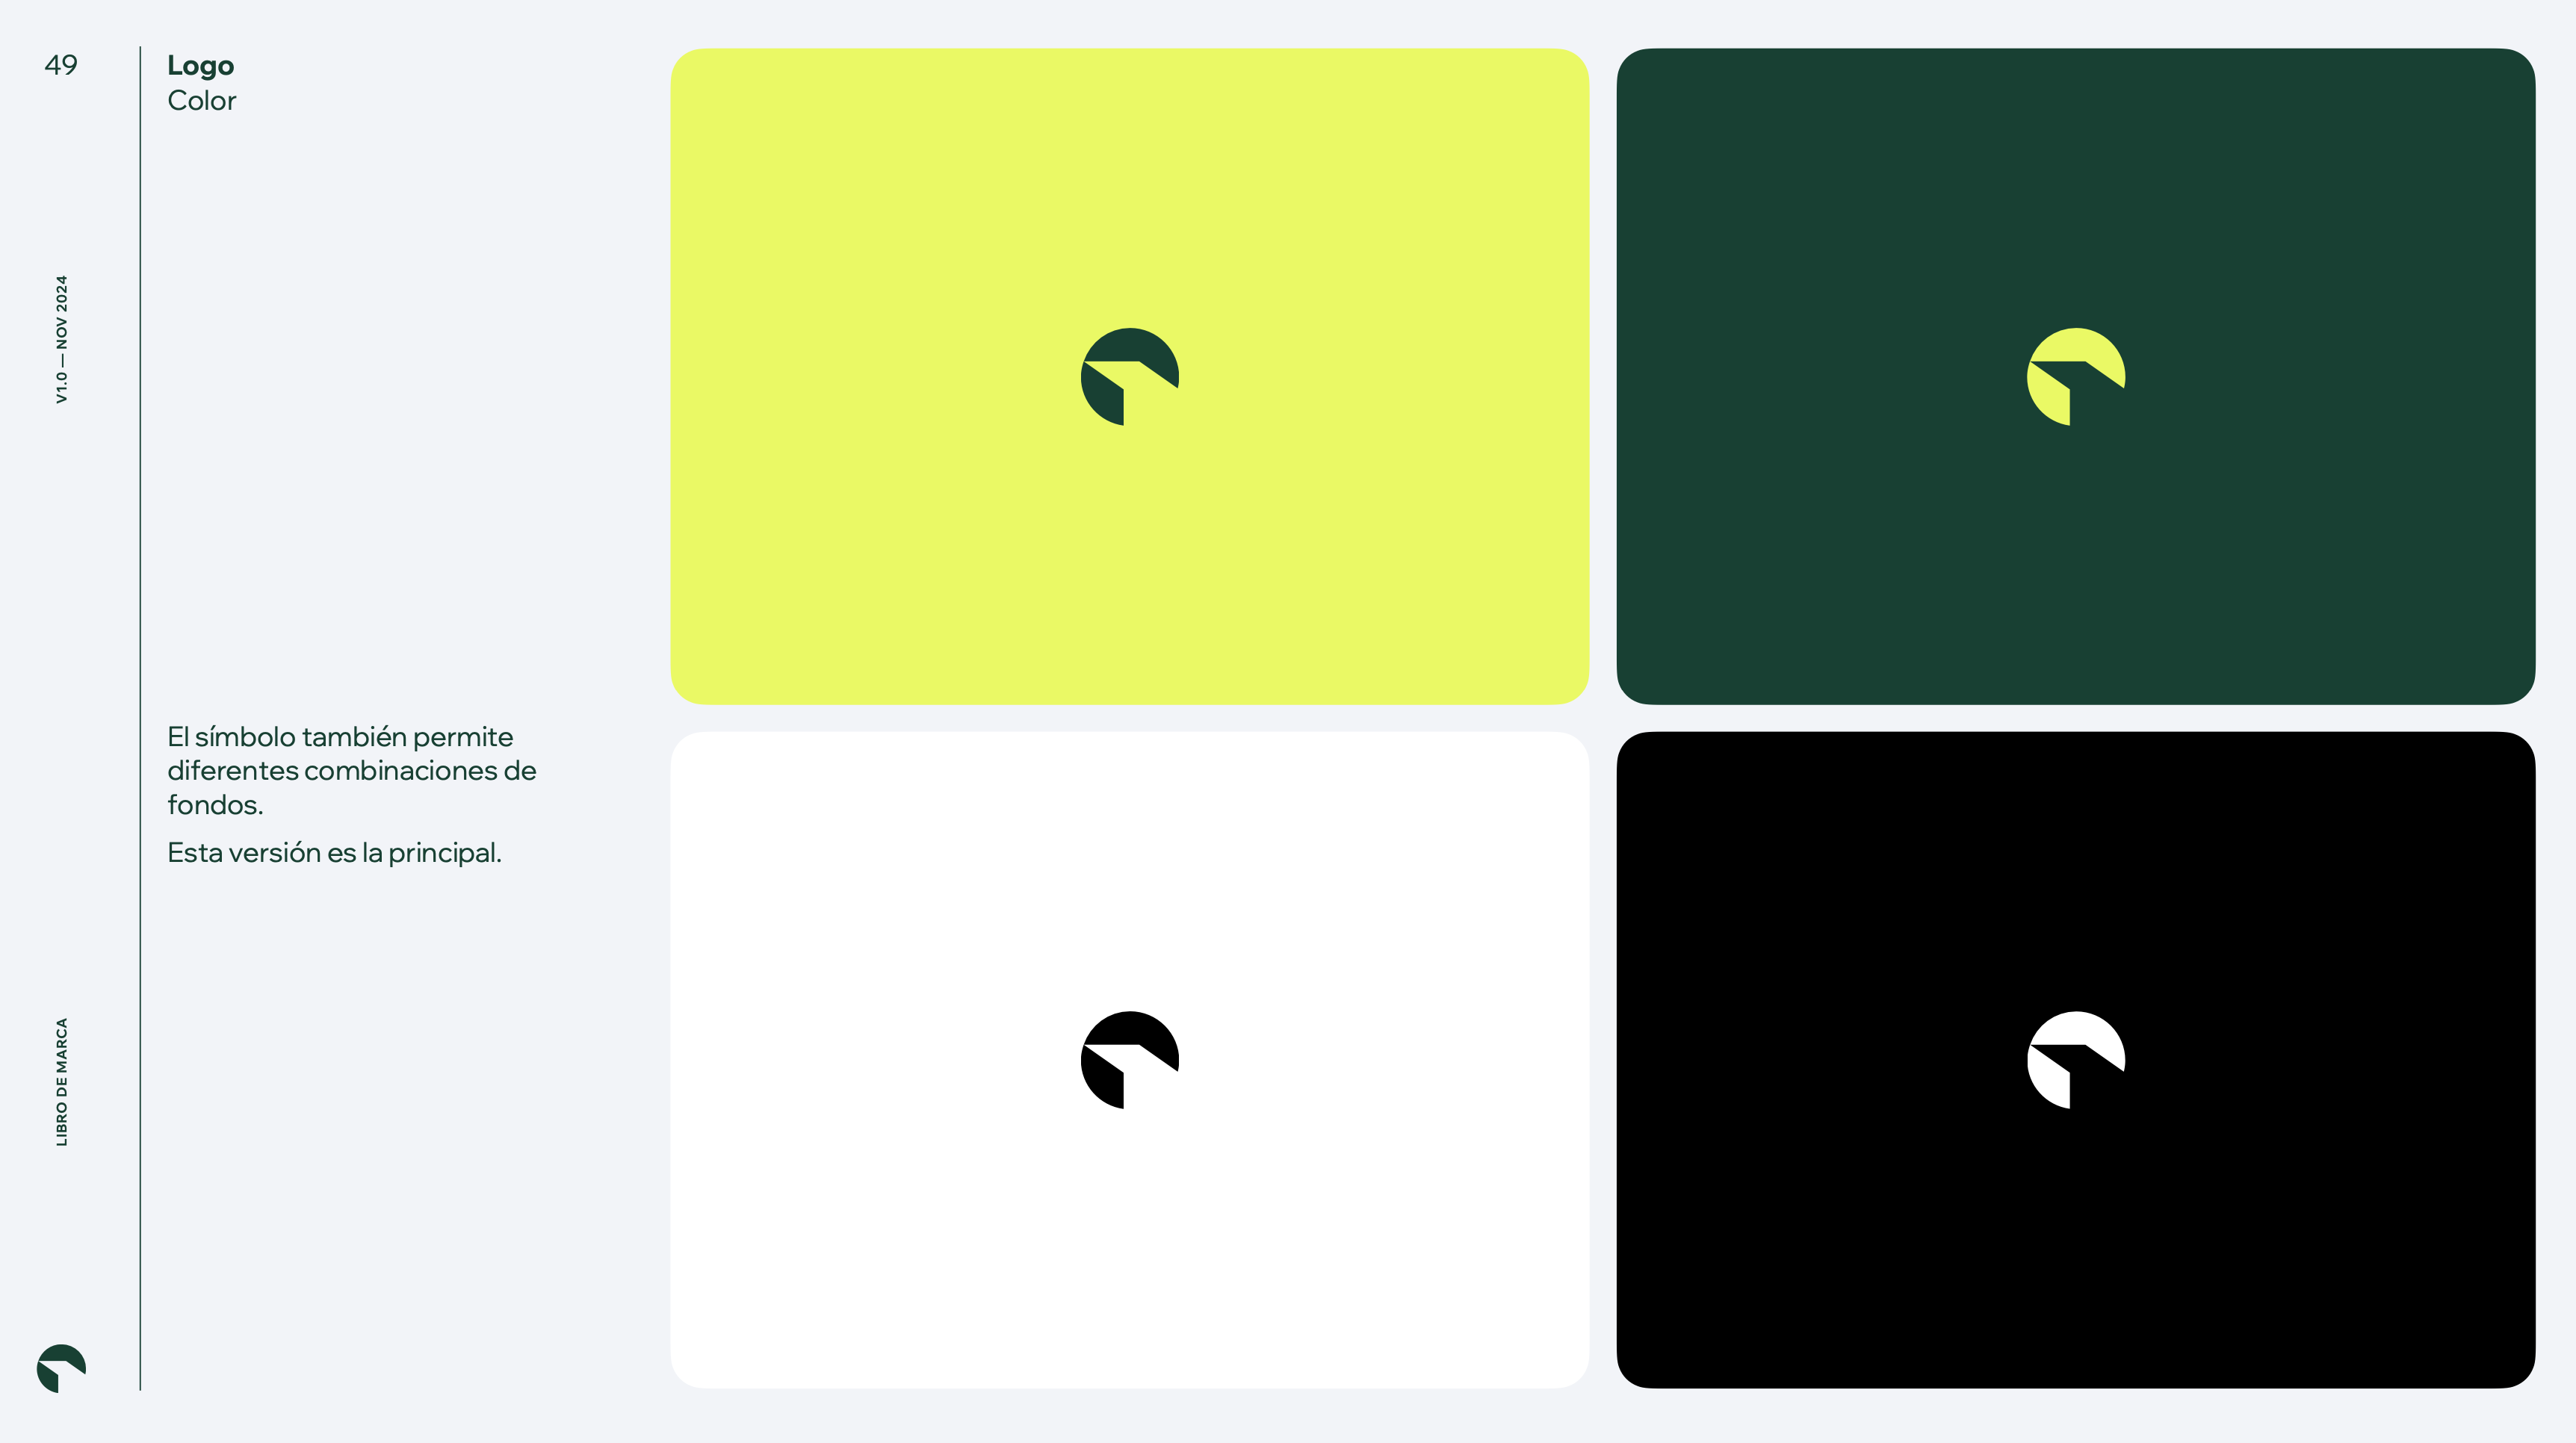 49
Logo
Color
V1.0 — NOV 2024
El símbolo también permite
diferentes combinaciones de
fondos.
Esta versión es la principal.
LIBRO DE MARCA